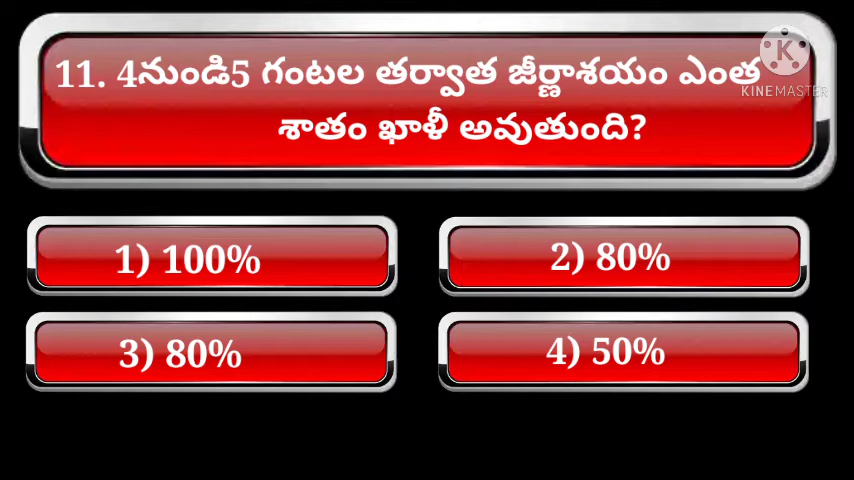 11. 4నుండి5 గంటల తర్వాత జీర్ణాశయం ఎంత
శాతం ఖాళీ అవుతుంది?
KINEMASTER
1) 100%
2) 80%
3) 80%
4) 50%